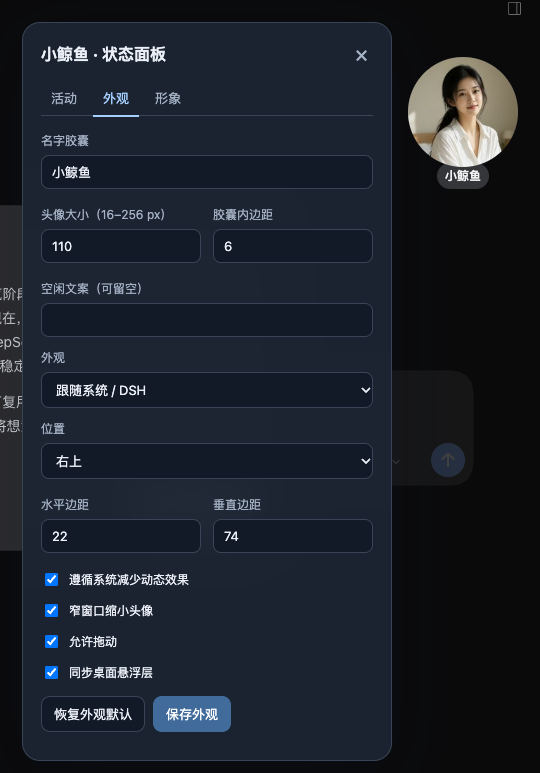 小鲸鱼 · 状态面板
活动 外观 形象
名字胶囊
小鲸鱼
头像大小（16–256 px） 胶囊内边距
110 6
空闲文案（可留空）
外观
跟随系统 / DSH
位置
右上
水平边距 垂直边距
22 74
遵循系统减少动态效果
窄窗口缩小头像
允许拖动
同步桌面悬浮层
恢复外观默认 保存外观
小鲸鱼